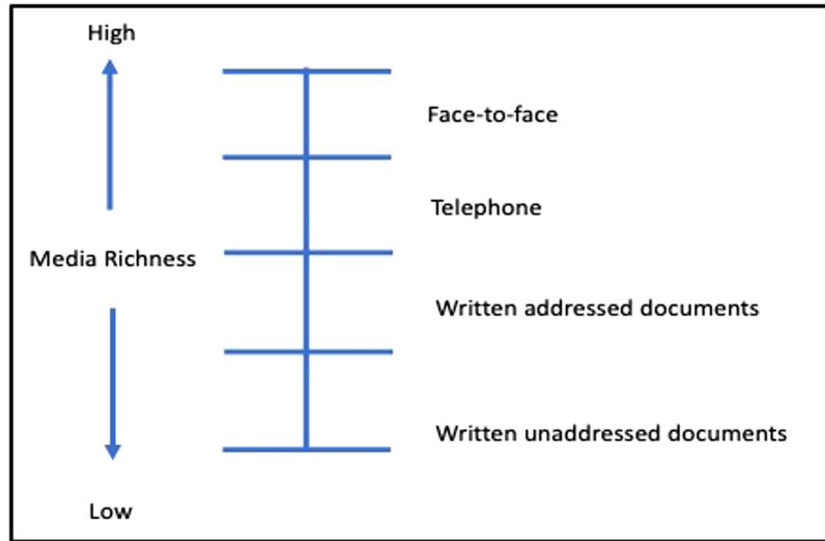 High
Face-to-face
Telephone
Media Richness
Written addressed documents
Written unaddressed documents
Low